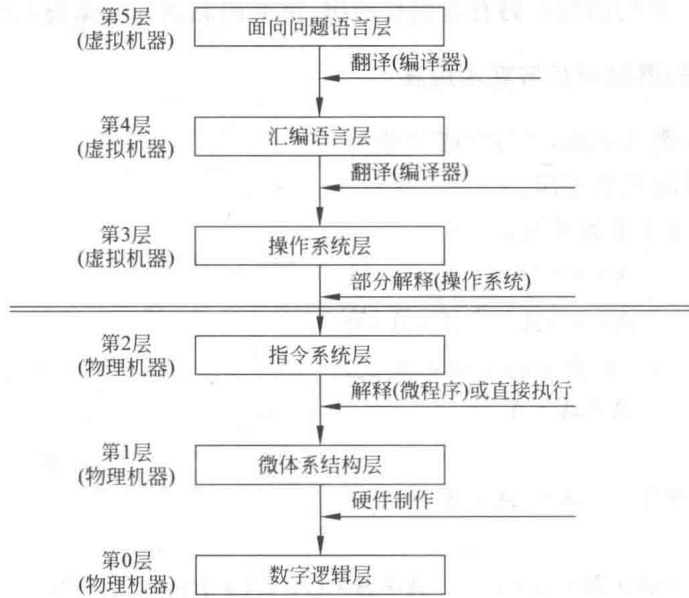 第5层
(虚拟机器)
面向问题语言层
翻译(编译器)
第4层
(虚拟机器)
汇编语言层
翻译(编译器)
第3层
(虚拟机器)
操作系统层
部分解释(操作系统)
第2层
(物理机器)
指令系统层
解释(微程序)或直接执行
第1层
(物理机器)
微体系结构层
硬件制作
第0层
(物理机器)
数字逻辑层